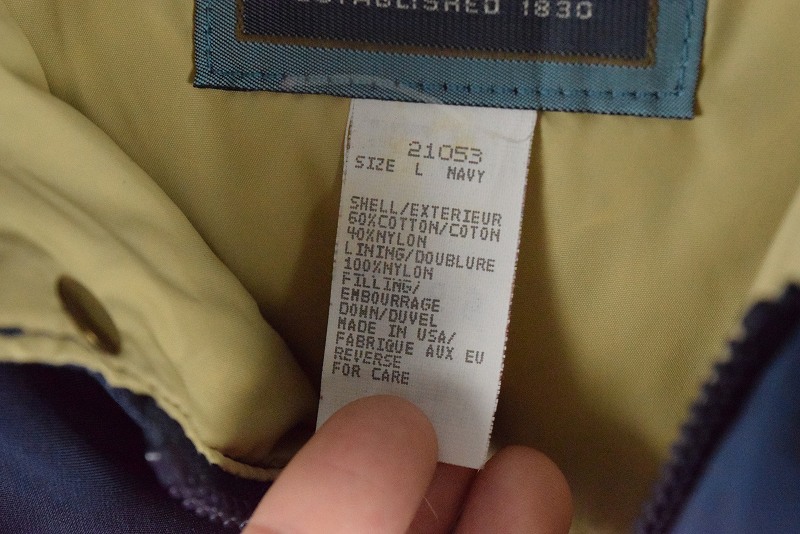 ESTABLISHED 1830
21053
SIZE L NAVY
SHELL/EXTERIEUR
60%COTTON/COTON
40%NYLON
LINING/DOUBLURE
100%NYLON
FILLING/
EMBOURRAGE
DOWN/DUVEL
MADE IN USA/
FABRIQUE AUX EU
REVERSE
FOR CARE